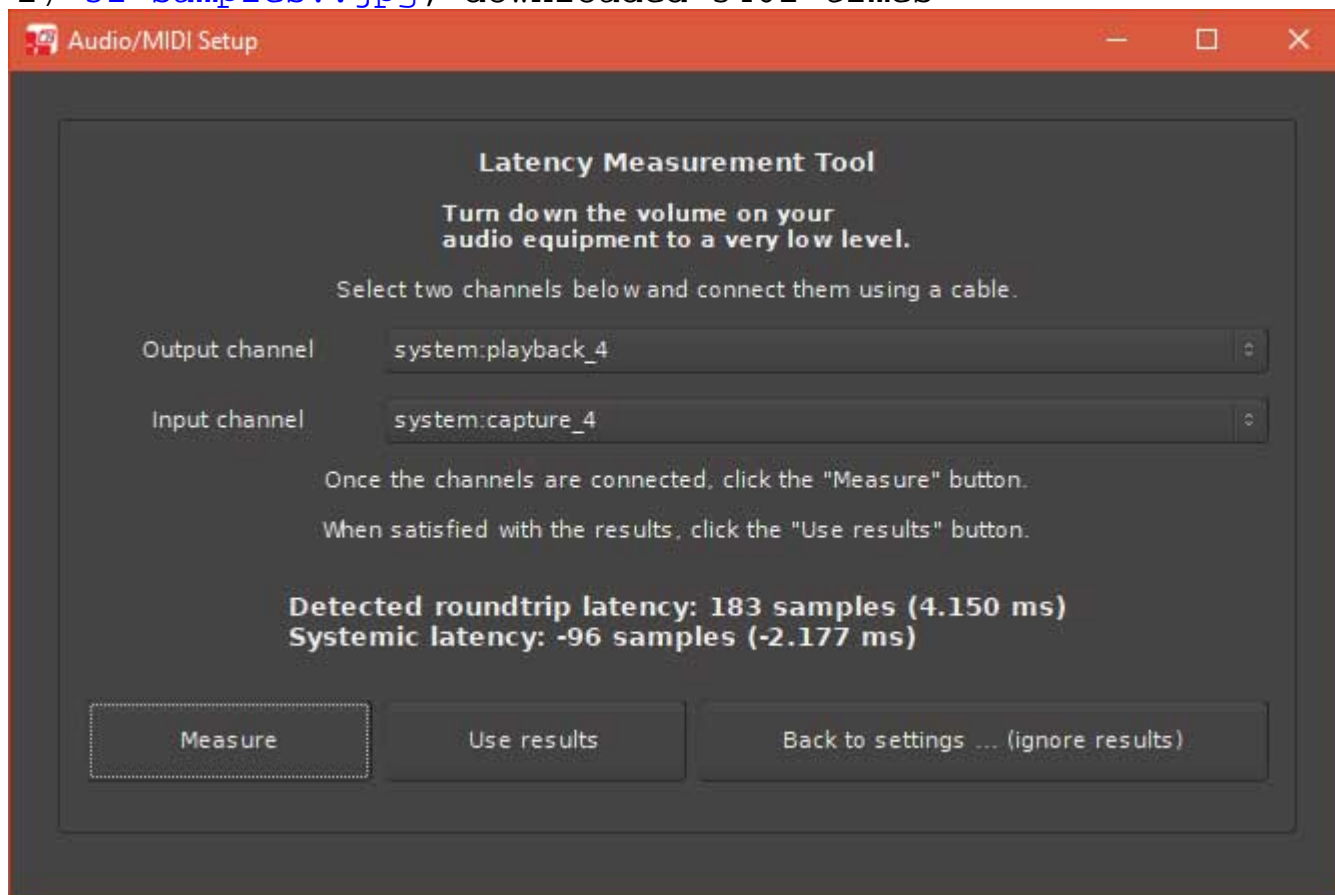 Audio/MIDI Setup
Latency Measurement Tool
Turn down the volume on your
audio equipment to a very low level.
Select two channels below and connect them using a cable.
Output channel system:playback_4
Input channel system:capture_4
Once the channels are connected, click the "Measure" button.
When satisfied with the results, click the "Use results" button.
Detected roundtrip latency: 183 samples (4.150 ms)
Systemic latency: -96 samples (-2.177 ms)
Measure Use results Back to settings ... (ignore results)